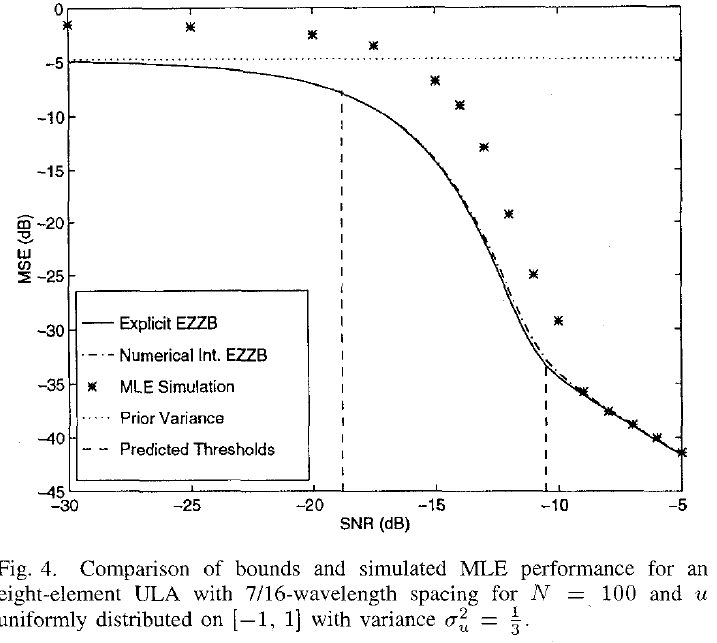 0
-5
-10
-15
-20
-25
-30
-35
-40
-45
MSE (dB)
Explicit EZZB
Numerical Int. EZZB
MLE Simulation
Prior Variance
Predicted Thresholds
-30 -25 -20 -15 -10 -5
SNR (dB)
Fig. 4. Comparison of bounds and simulated MLE performance for an
eight-element ULA with 7/16-wavelength spacing for N = 100 and u
uniformly distributed on [−1, 1] with variance σ²ᵤ = 1/3.